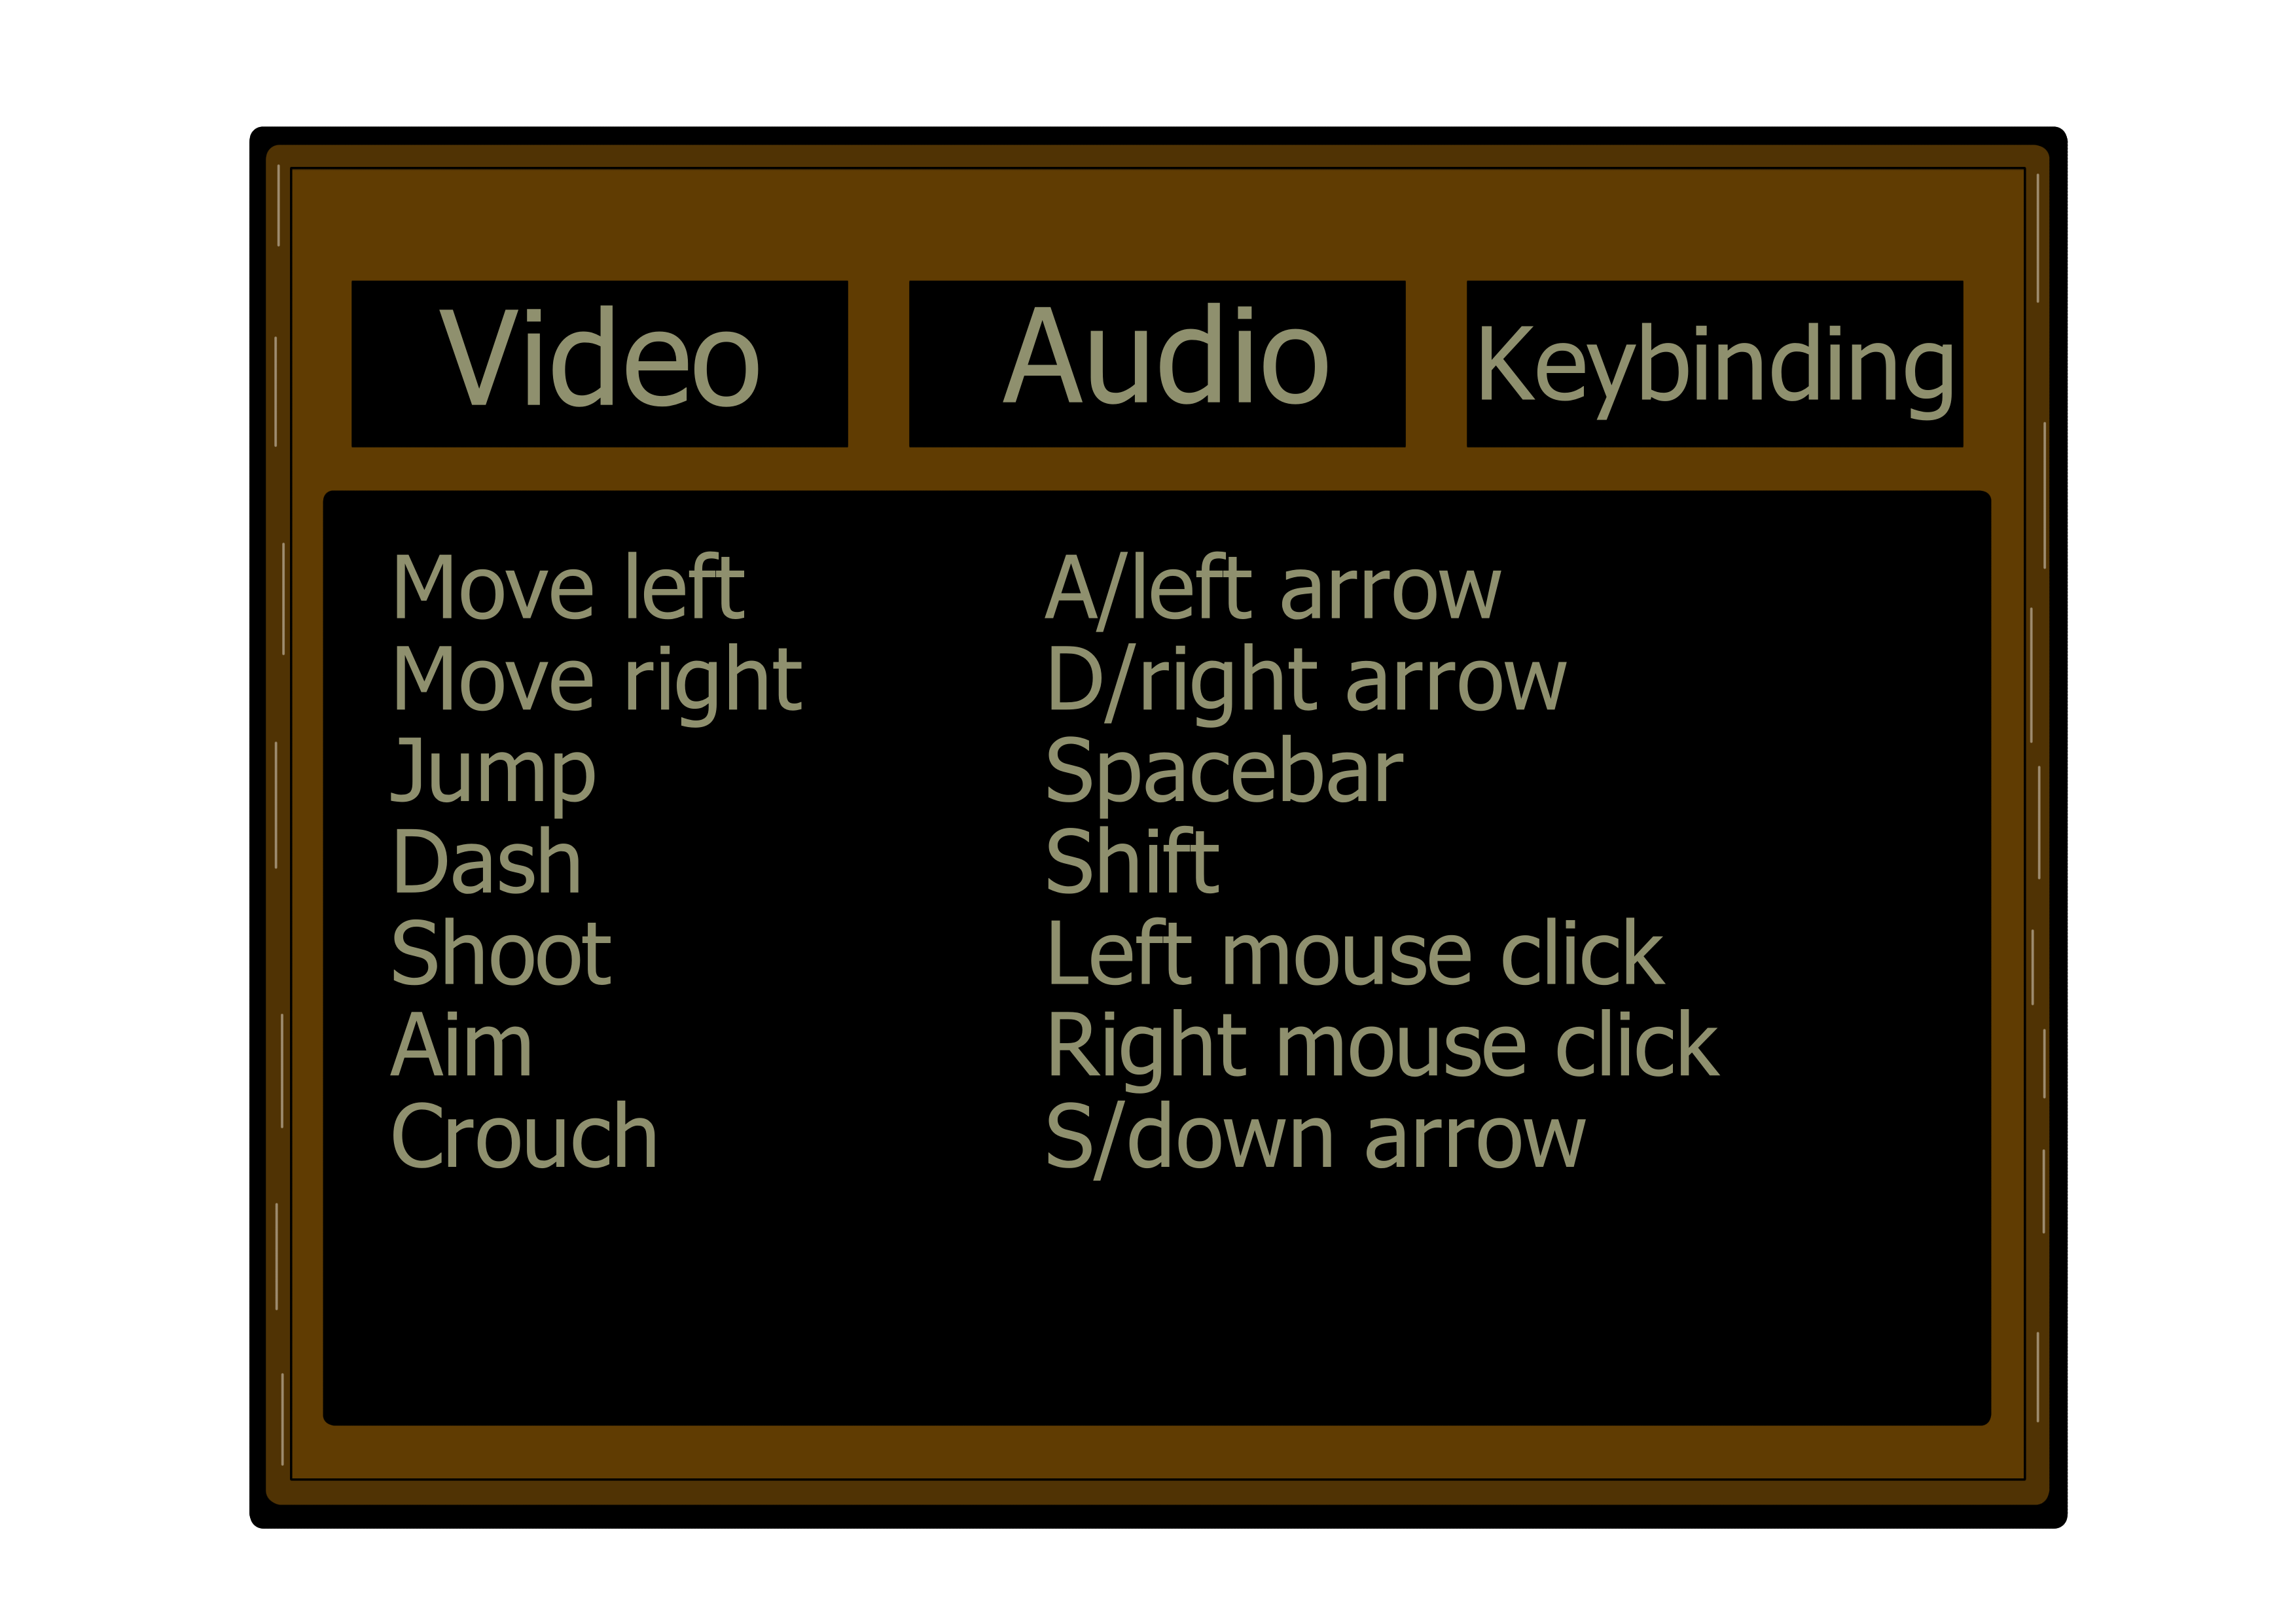 Video Audio Keybinding
Move left A/left arrow
Move right D/right arrow
Jump Spacebar
Dash Shift
Shoot Left mouse click
Aim Right mouse click
Crouch S/down arrow